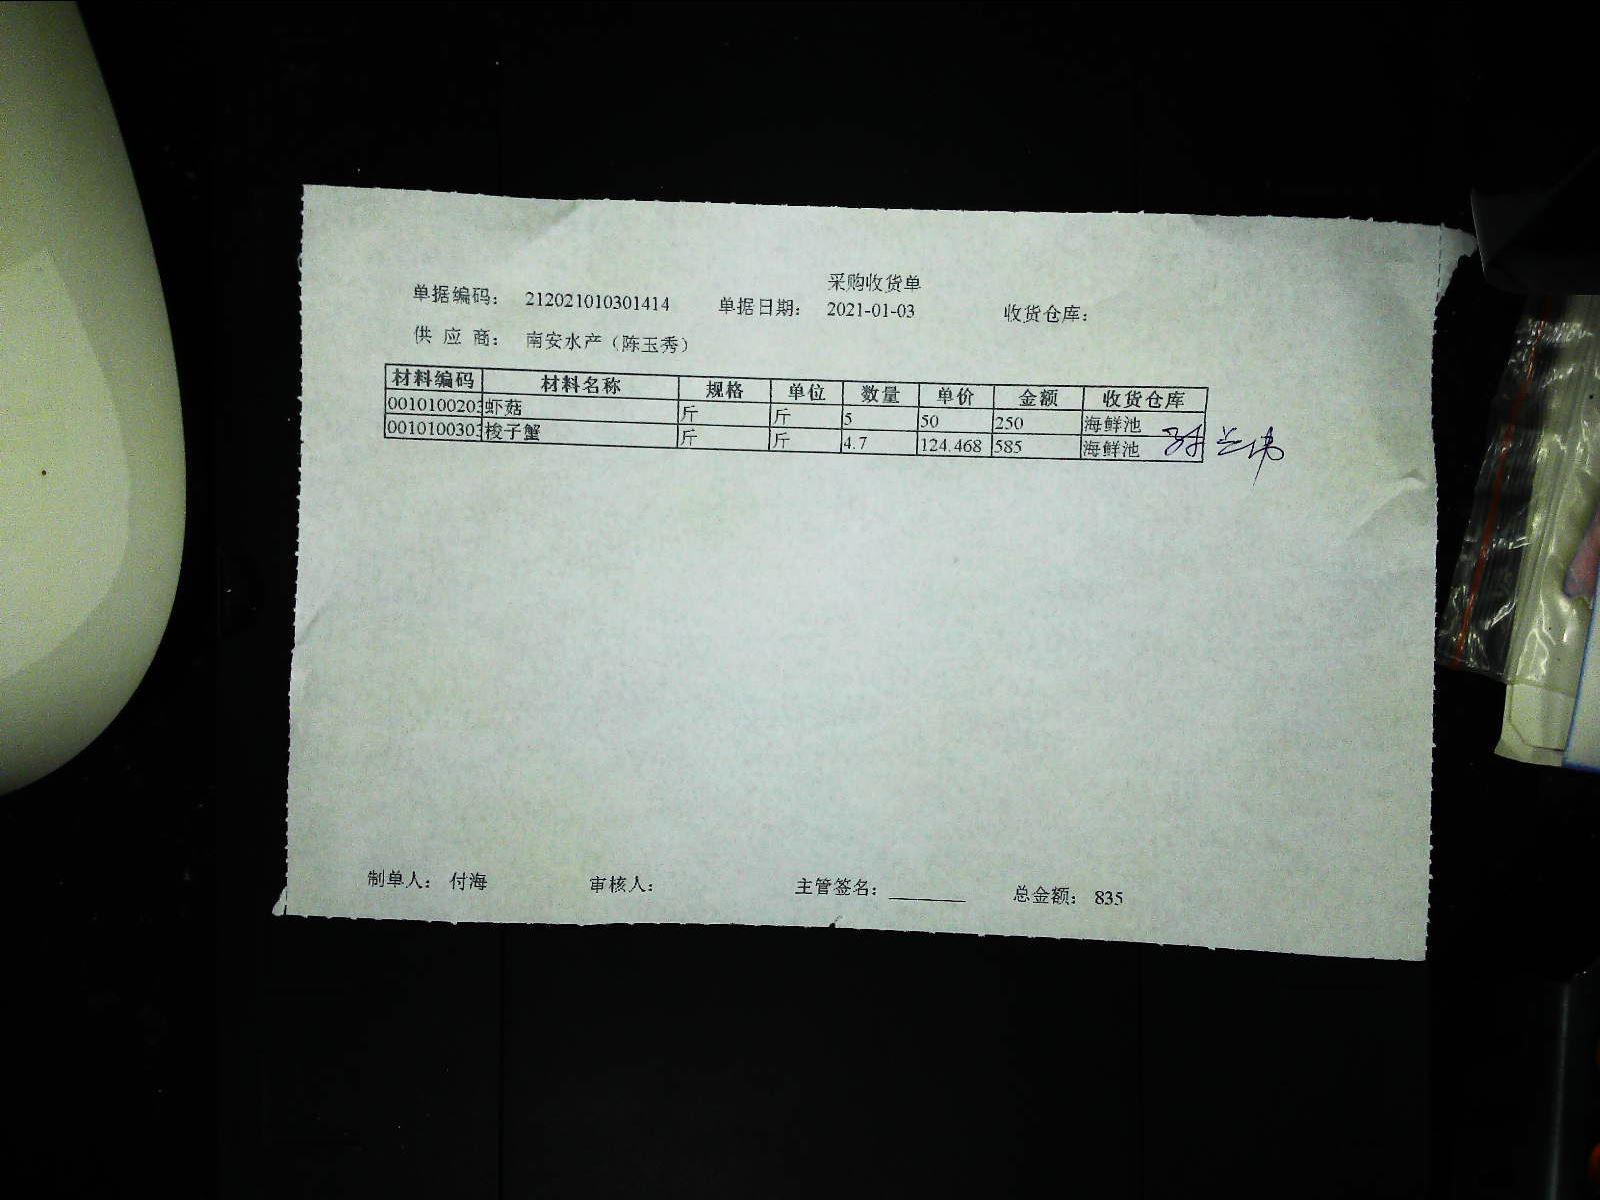 采购收货单
单据编码: 212021010301414 单据日期: 2021-01-03 收货仓库:
供 应 商: 南安水产（陈玉秀）
材料编码 材料名称 规格 单位 数量 单价 金额 收货仓库
0010100203 虾菇 斤 斤 5 50 250 海鲜池
0010100303 梭子蟹 斤 斤 4.7 124.468 585 海鲜池
制单人: 付海 审核人: 主管签名: 总金额: 835